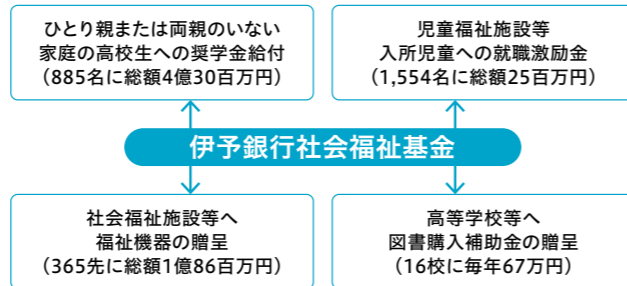 ひとり親または両親のいない
家庭の高校生への奨学金給付
（885名に総額4億30百万円）
児童福祉施設等
入所児童への就職激励金
（1,554名に総額25百万円）
伊予銀行社会福祉基金
社会福祉施設等へ
福祉機器の贈呈
（365先に総額1億86百万円）
高等学校等へ
図書購入補助金の贈呈
（16校に毎年67万円）